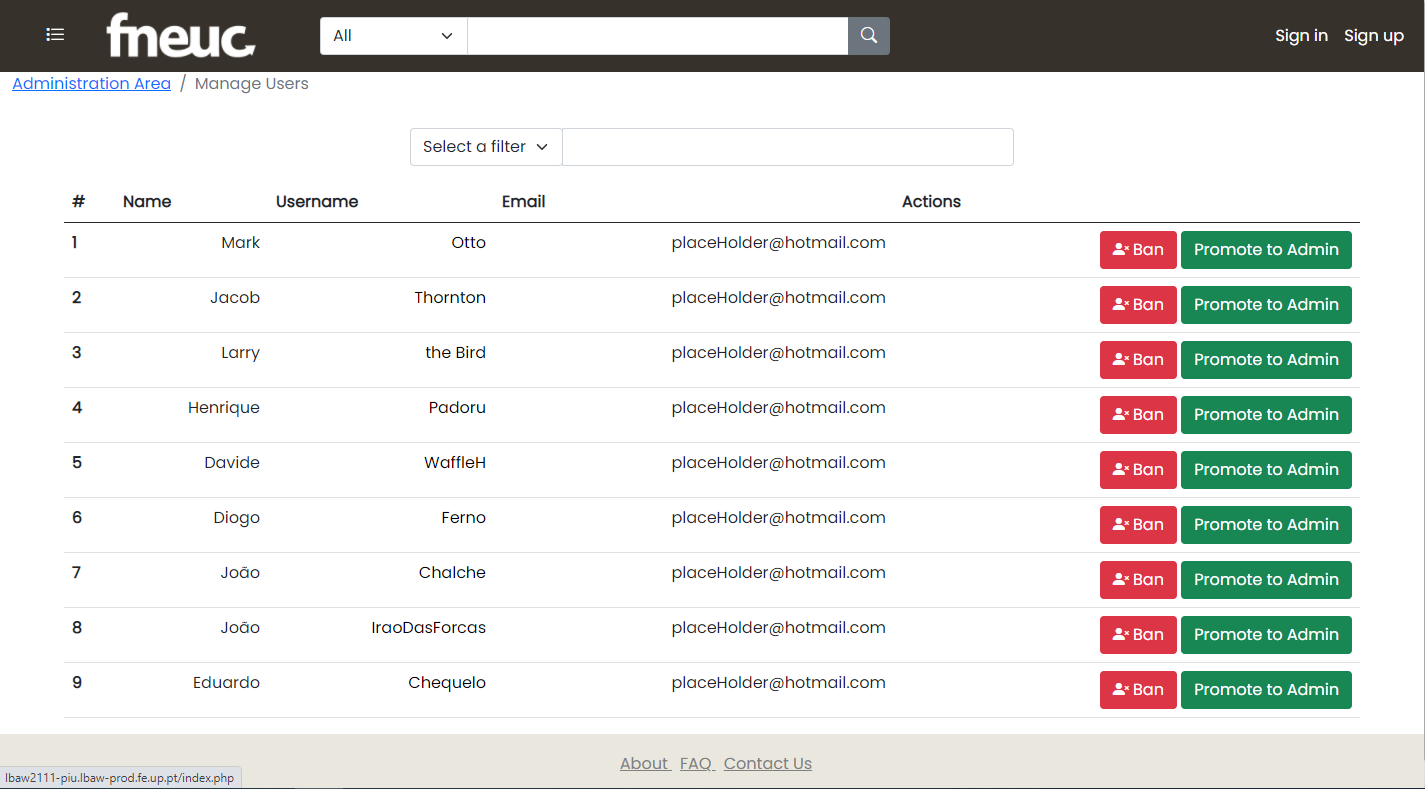 fneuc
All
Sign in Sign up
Administration Area / Manage Users
Select a filter
# Name Username Email Actions
1 Mark Otto placeHolder@hotmail.com Ban Promote to Admin
2 Jacob Thornton placeHolder@hotmail.com Ban Promote to Admin
3 Larry the Bird placeHolder@hotmail.com Ban Promote to Admin
4 Henrique Padoru placeHolder@hotmail.com Ban Promote to Admin
5 Davide WaffleH placeHolder@hotmail.com Ban Promote to Admin
6 Diogo Ferno placeHolder@hotmail.com Ban Promote to Admin
7 João Chalche placeHolder@hotmail.com Ban Promote to Admin
8 João IraoDasForcas placeHolder@hotmail.com Ban Promote to Admin
9 Eduardo Chequelo placeHolder@hotmail.com Ban Promote to Admin
About FAQ Contact Us
lbaw2111-piu.lbaw-prod.fe.up.pt/index.php